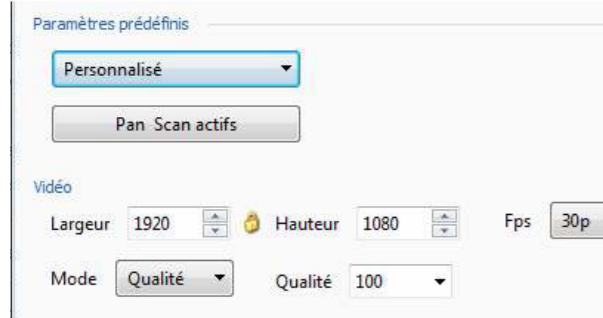 Paramètres prédéfinis
Personnalisé
Pan Scan actifs
Vidéo
Largeur 1920 Hauteur 1080 Fps 30p
Mode Qualité Qualité 100